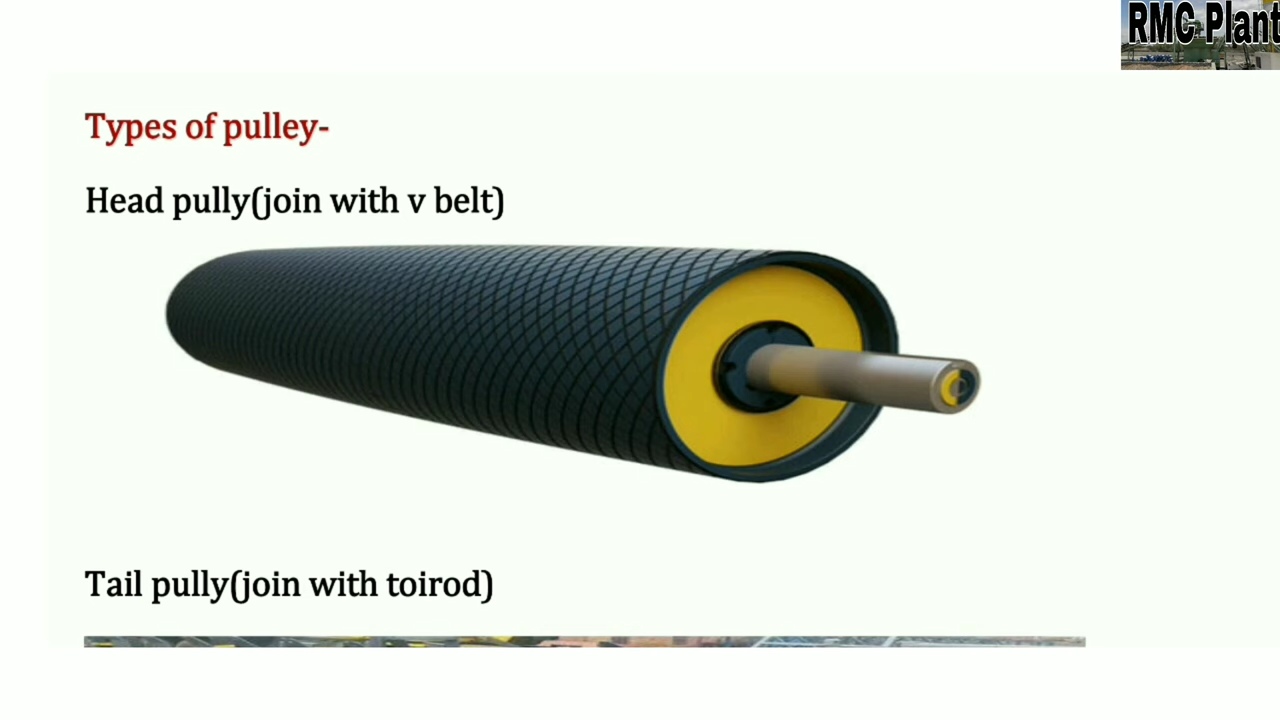 RMC Plant
Types of pulley-
Head pully(join with v belt)
Tail pully(join with toirod)